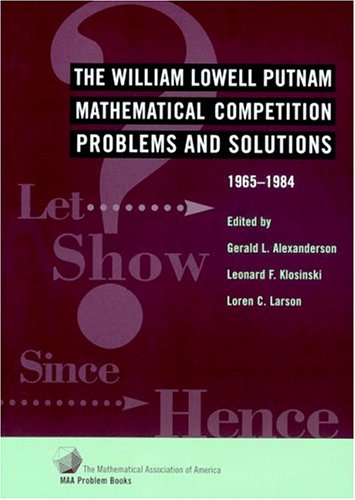 THE WILLIAM LOWELL PUTNAM
MATHEMATICAL COMPETITION
PROBLEMS AND SOLUTIONS
1965–1984
Edited by
Gerald L. Alexanderson
Leonard F. Klosinski
Loren C. Larson
?
Let
Show
Since
Hence
The Mathematical Association of America
MAA Problem Books